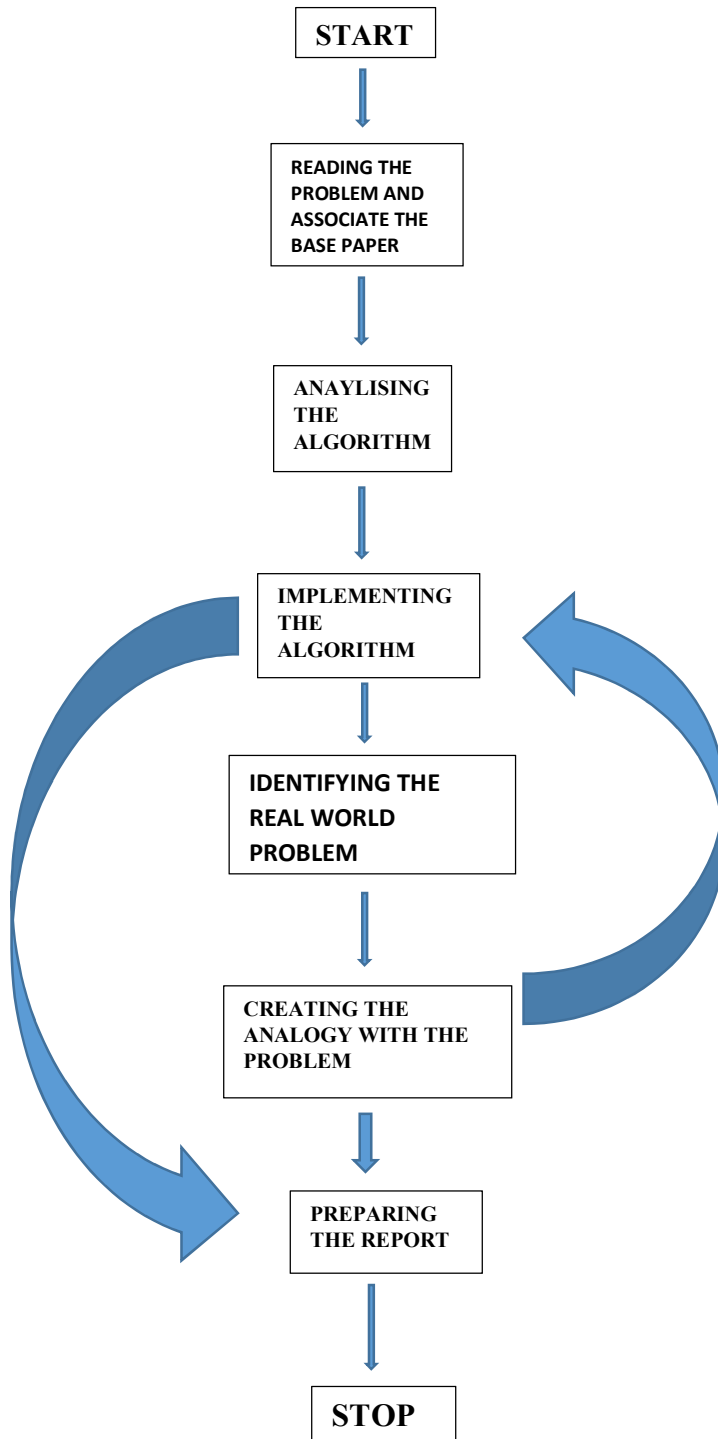 START
READING THE
PROBLEM AND
ASSOCIATE THE
BASE PAPER
ANAYLISING
THE
ALGORITHM
IMPLEMENTING
THE
ALGORITHM
IDENTIFYING THE
REAL WORLD
PROBLEM
CREATING THE
ANALOGY WITH THE
PROBLEM
PREPARING
THE REPORT
STOP